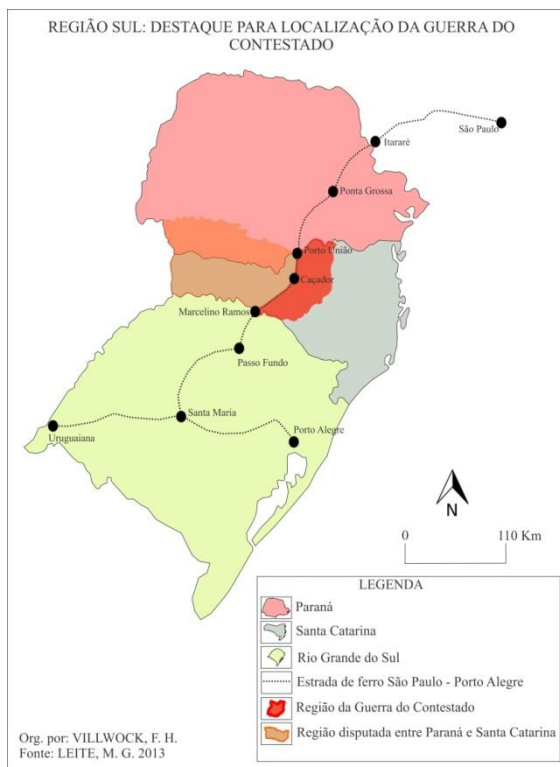 REGIÃO SUL: DESTAQUE PARA LOCALIZAÇÃO DA GUERRA DO
CONTESTADO
São Paulo
Itararé
Ponta Grossa
Porto União
Caçador
Marcelino Ramos
Passo Fundo
Santa Maria
Uruguaiana
Porto Alegre
N
0 110 Km
LEGENDA
Paraná
Santa Catarina
Rio Grande do Sul
Estrada de ferro São Paulo - Porto Alegre
Região da Guerra do Contestado
Região disputada entre Paraná e Santa Catarina
Org. por: VILLWOCK, F. H.
Fonte: LEITE, M. G. 2013